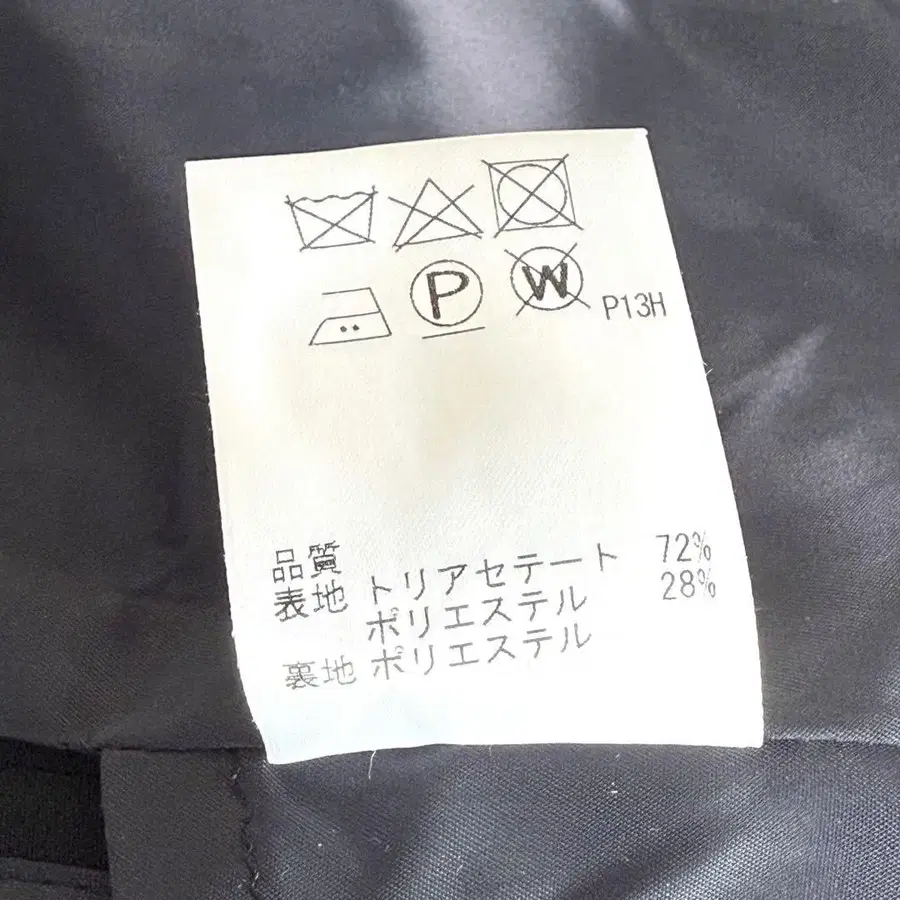 P
W
P13H
品質
表地 トリアセテート 72%
ポリエステル 28%
裏地 ポリエステル